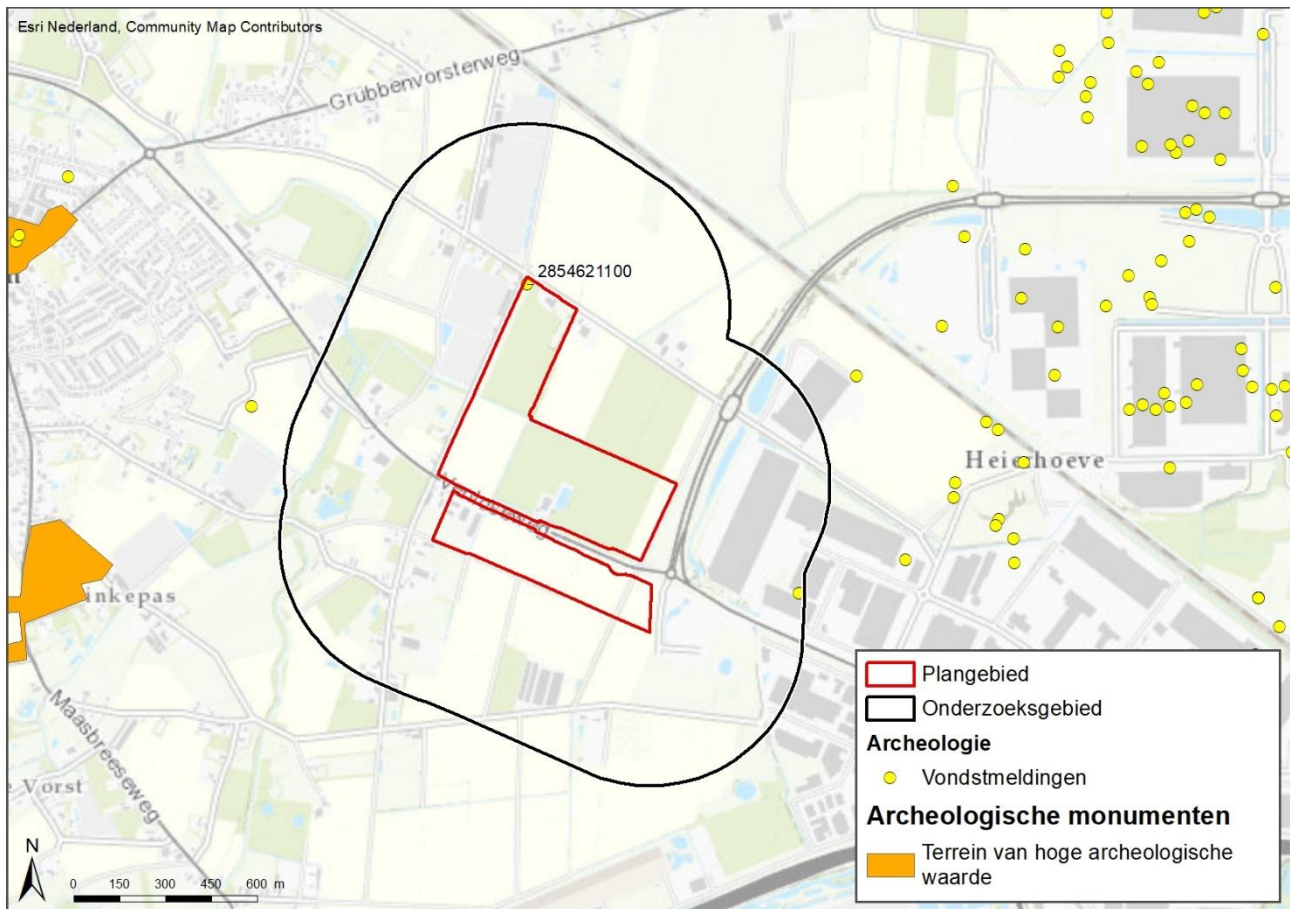 Esri Nederland, Community Map Contributors
Grubbenvorsterweg
2854621100
Heierhoeve
inkepas
Maasbreeseweg
Vorst
N
0 150 300 450 600 m
Plangebied
Onderzoeksgebied
Archeologie
Vondstmeldingen
Archeologische monumenten
Terrein van hoge archeologische
waarde